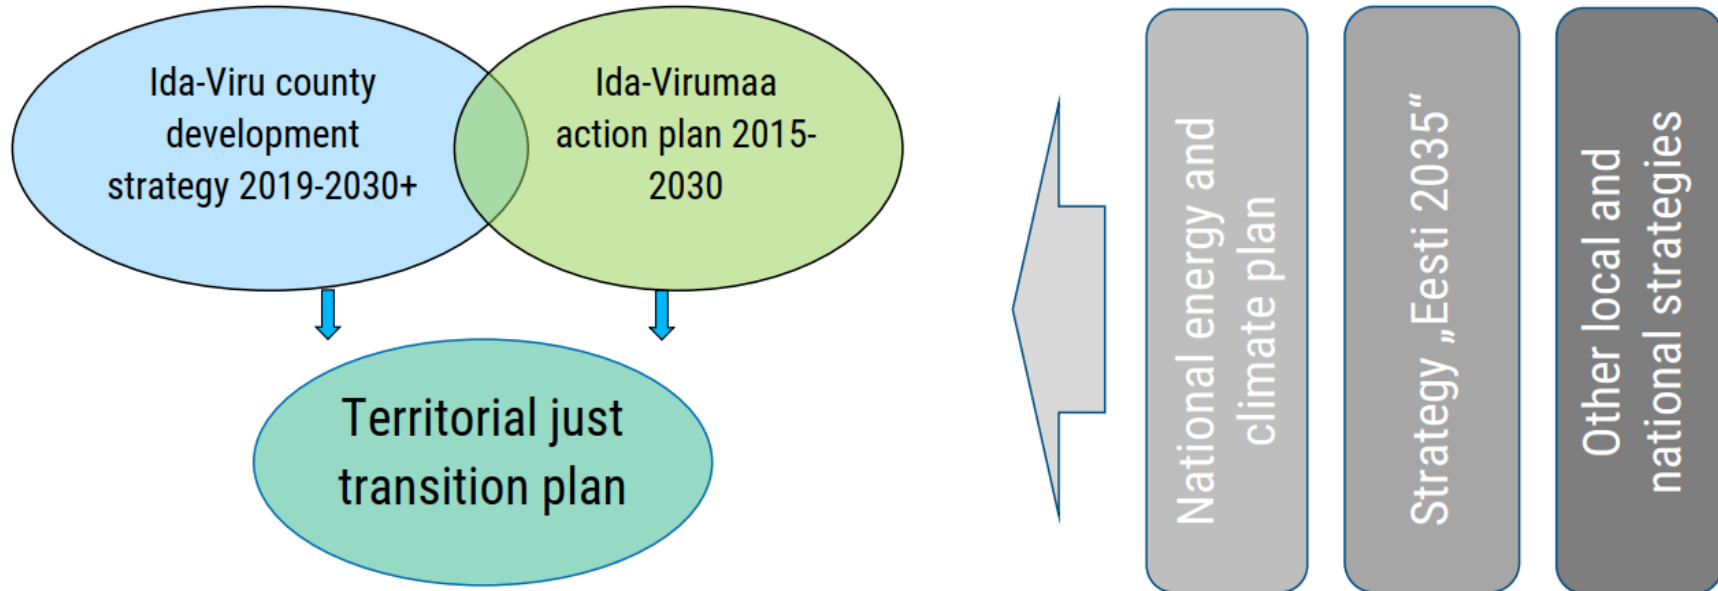 Ida-Viru county
development
strategy 2019-2030+
Ida-Virumaa
action plan 2015-
2030
Territorial just
transition plan
National energy and
climate plan
Strategy „Eesti 2035“
Other local and
national strategies